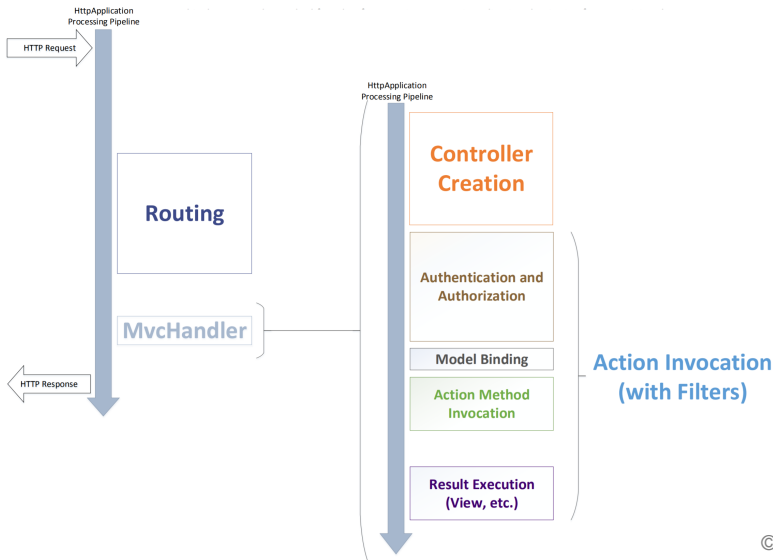 HttpApplication
Processing Pipeline
HTTP Request
HttpApplication
Processing Pipeline
Controller
Creation
Routing
Authentication and
Authorization
MvcHandler
Model Binding
Action Invocation
(with Filters)
HTTP Response
Action Method
Invocation
Result Execution
(View, etc.)
©